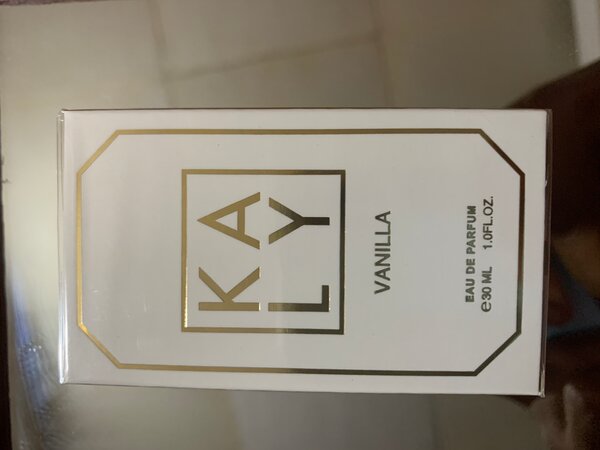 KA
LY
VANILLA
EAU DE PARFUM
℮30 ML 1.0FL.OZ.